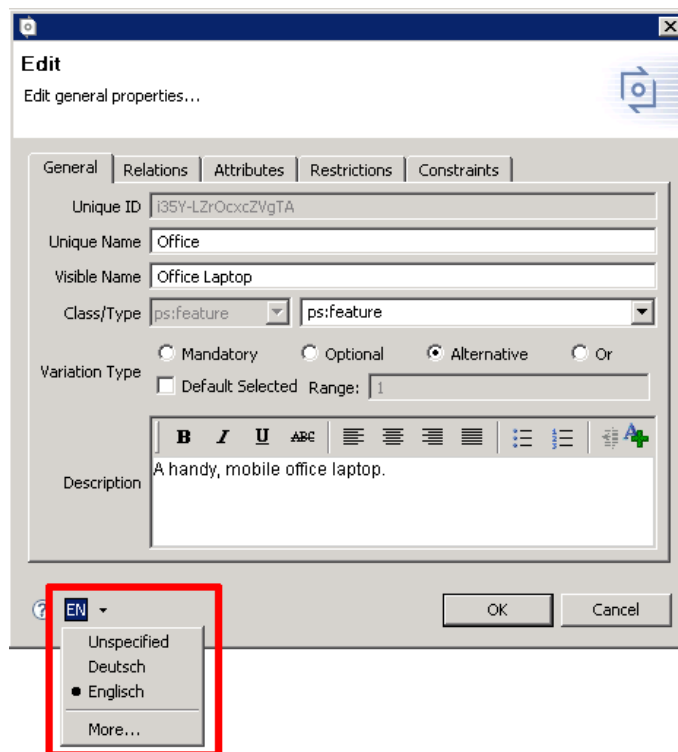 Edit
Edit general properties...
General Relations Attributes Restrictions Constraints
Unique ID i35Y-LZrOcxcZVgTA
Unique Name Office
Visible Name Office Laptop
Class/Type ps:feature ps:feature
Variation Type Mandatory Optional Alternative Or
Default Selected Range: 1
B I U ABC
Description A handy, mobile office laptop.
? EN OK Cancel
Unspecified
Deutsch
Englisch
More...